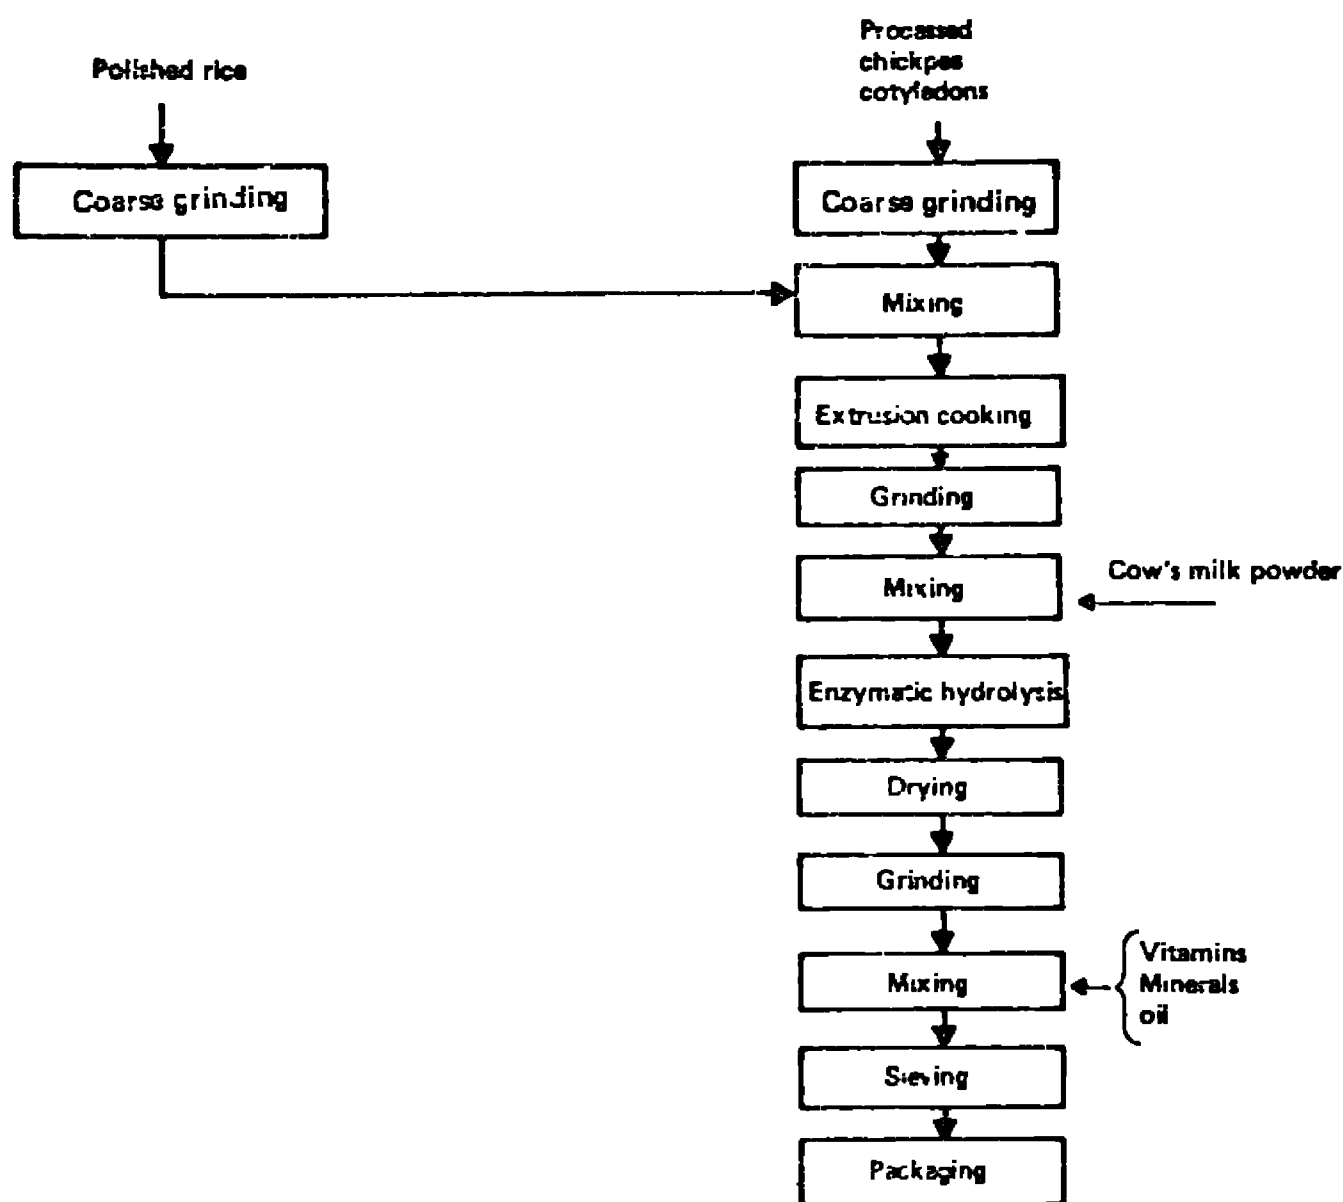 Polished rice
Processed
chickpea
cotyledons
Coarse grinding
Coarse grinding
Mixing
Extrusion cooking
Grinding
Mixing
Cow's milk powder
Enzymatic hydrolysis
Drying
Grinding
Mixing
Vitamins
Minerals
oil
Sieving
Packaging